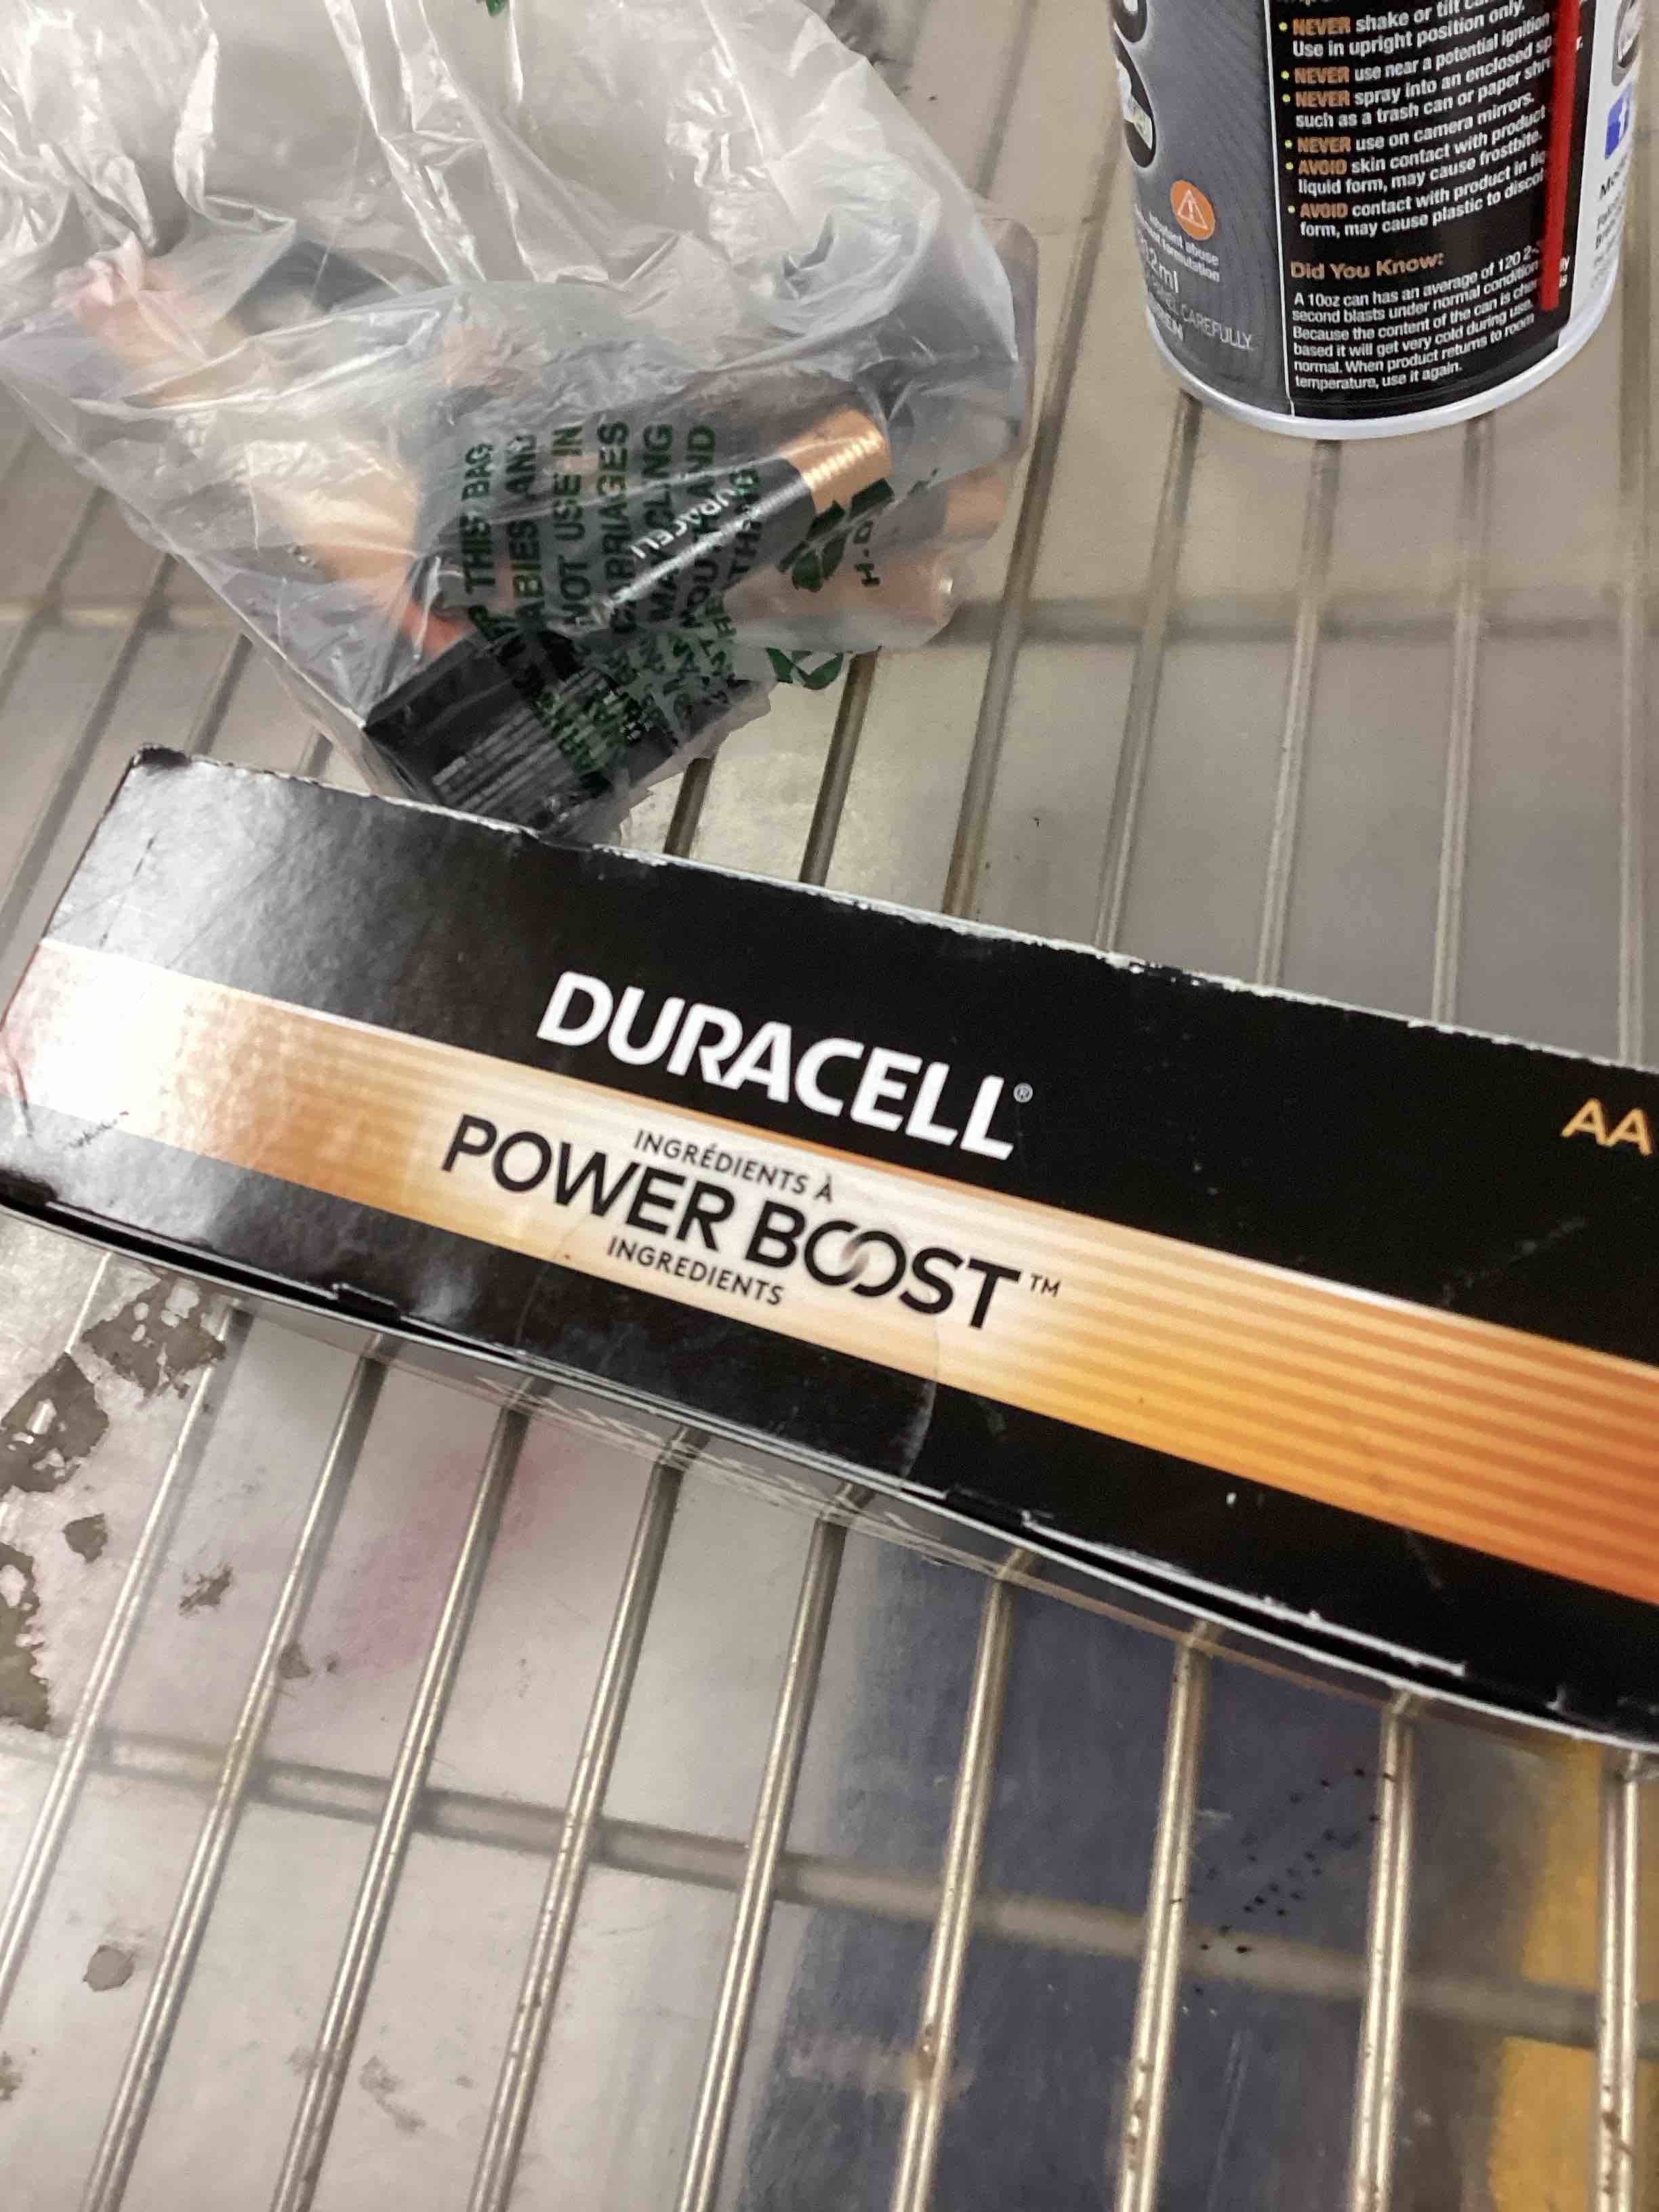 NEVER shake or tilt
Use in upright position only.
NEVER use near a potential ignition
NEVER spray into an enclosed
such as a trash can or paper
NEVER use on camera mirrors.
AVOID skin contact with product
liquid form, may cause frostbite.
AVOID contact with product in
form, may cause plastic to
Did You Know:
A 10oz can has an average of 120 2-
second blasts under normal
Because the content of the can is
based it will get very cold during use.
normal. When product returns to room
temperature, use it again.
abuse
formulation
CAREFULLY
THIS BAG
AND
NOT USE IN
CARRIAGES
DURACELL
DURACELL®
AA
INGRÉDIENTS À
POWER BOOST™
INGREDIENTS